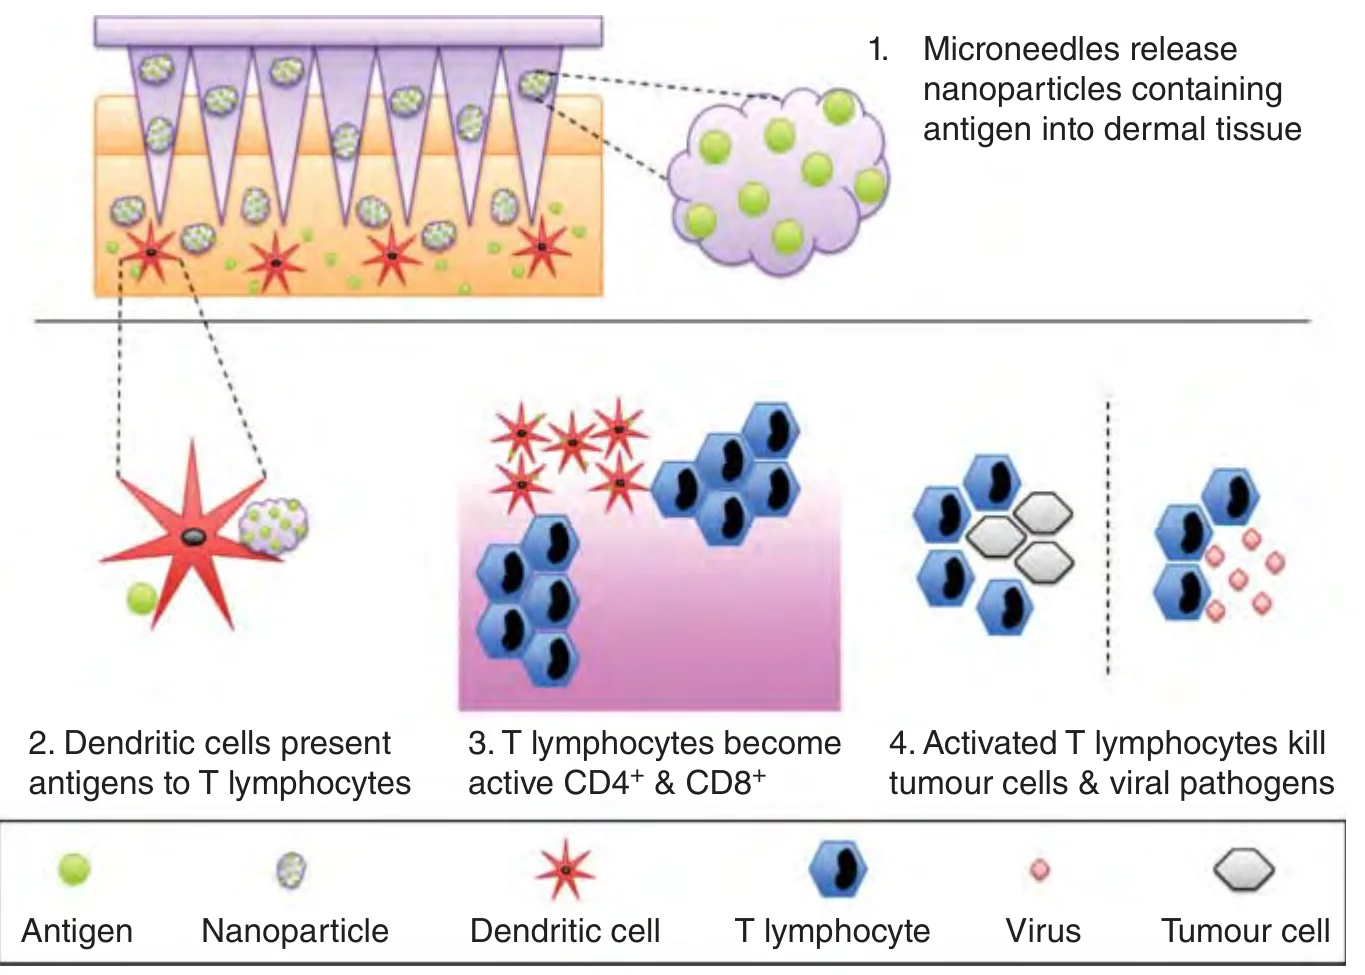 1. Microneedles release
nanoparticles containing
antigen into dermal tissue
2. Dendritic cells present
antigens to T lymphocytes
3. T lymphocytes become
active CD4⁺ & CD8⁺
4. Activated T lymphocytes kill
tumour cells & viral pathogens
Antigen
Nanoparticle
Dendritic cell
T lymphocyte
Virus
Tumour cell